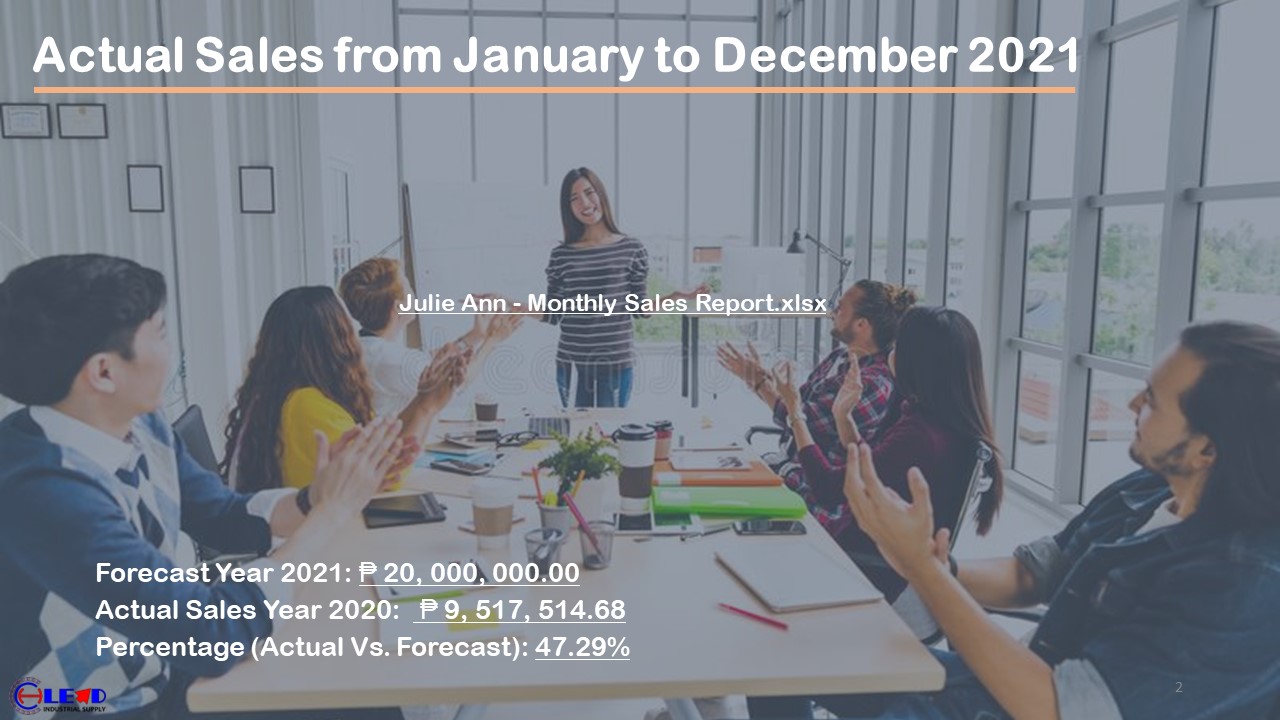 Actual Sales from January to December 2021
Julie Ann - Monthly Sales Report.xlsx
Forecast Year 2021: ₱ 20, 000, 000.00
Actual Sales Year 2020: ₱ 9, 517, 514.68
Percentage (Actual Vs. Forecast): 47.29%
LEAD
INDUSTRIAL SUPPLY
2